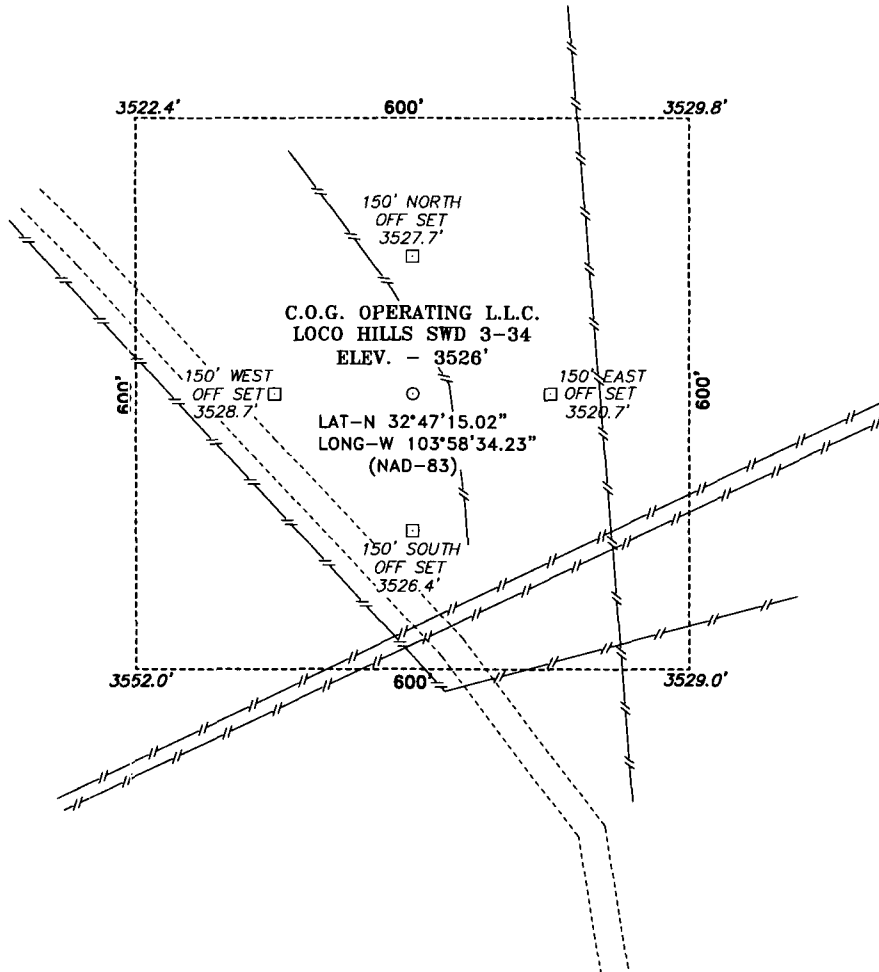 3522.4' 600' 3529.8'
150' NORTH
OFF SET
3527.7'
C.O.G. OPERATING L.L.C.
LOCO HILLS SWD 3-34
ELEV. - 3526'
150' WEST
OFF SET
3528.7'
150' EAST
OFF SET
3520.7'
600'
600'
LAT-N 32°47'15.02"
LONG-W 103°58'34.23"
(NAD-83)
150' SOUTH
OFF SET
3526.4'
3552.0' 600' 3529.0'